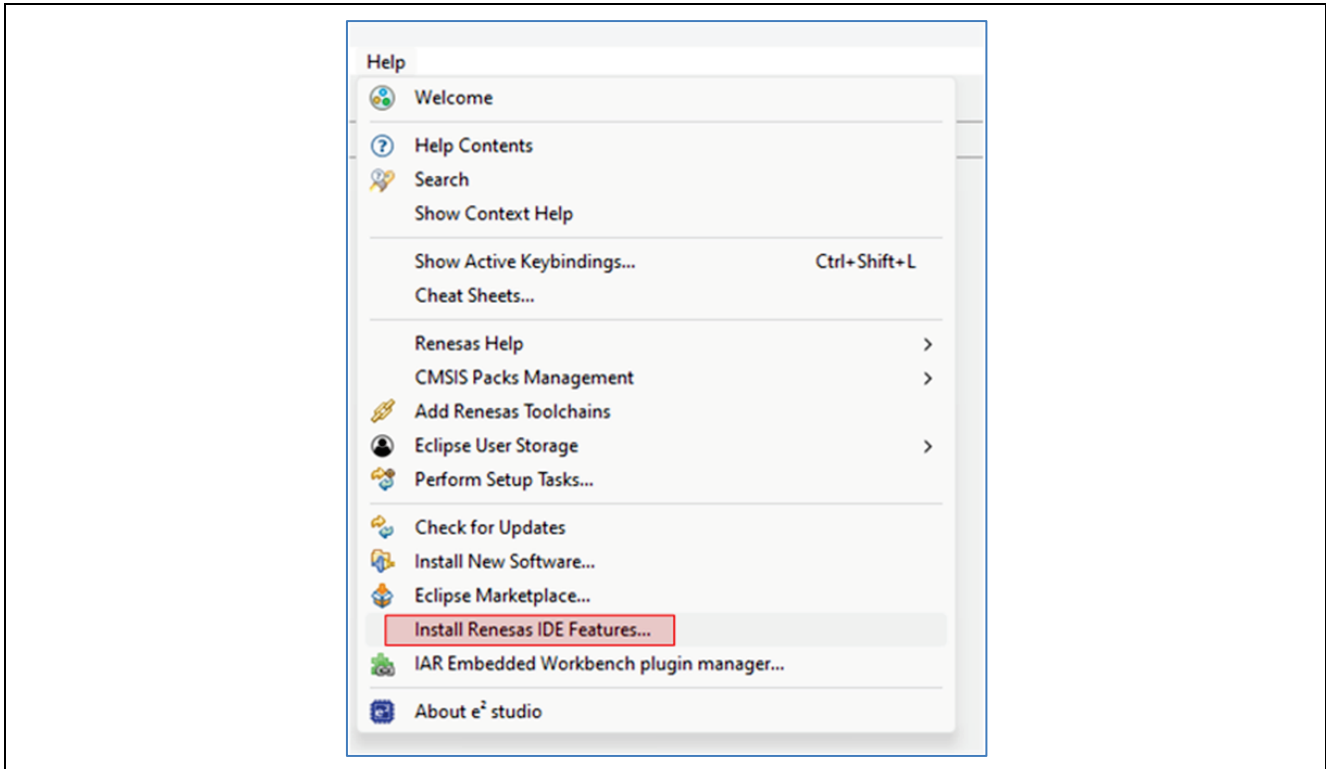 Help
Welcome
Help Contents
Search
Show Context Help
Show Active Keybindings... Ctrl+Shift+L
Cheat Sheets...
Renesas Help
CMSIS Packs Management
Add Renesas Toolchains
Eclipse User Storage
Perform Setup Tasks...
Check for Updates
Install New Software...
Eclipse Marketplace...
Install Renesas IDE Features...
IAR Embedded Workbench plugin manager...
About e² studio